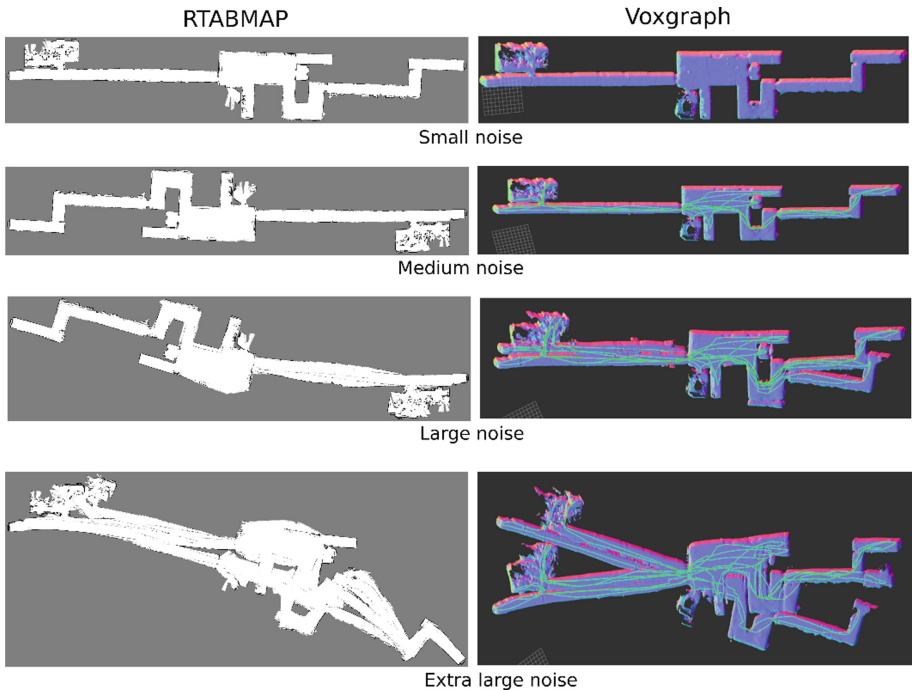 RTABMAP
Voxgraph
Small noise
Medium noise
Large noise
Extra large noise